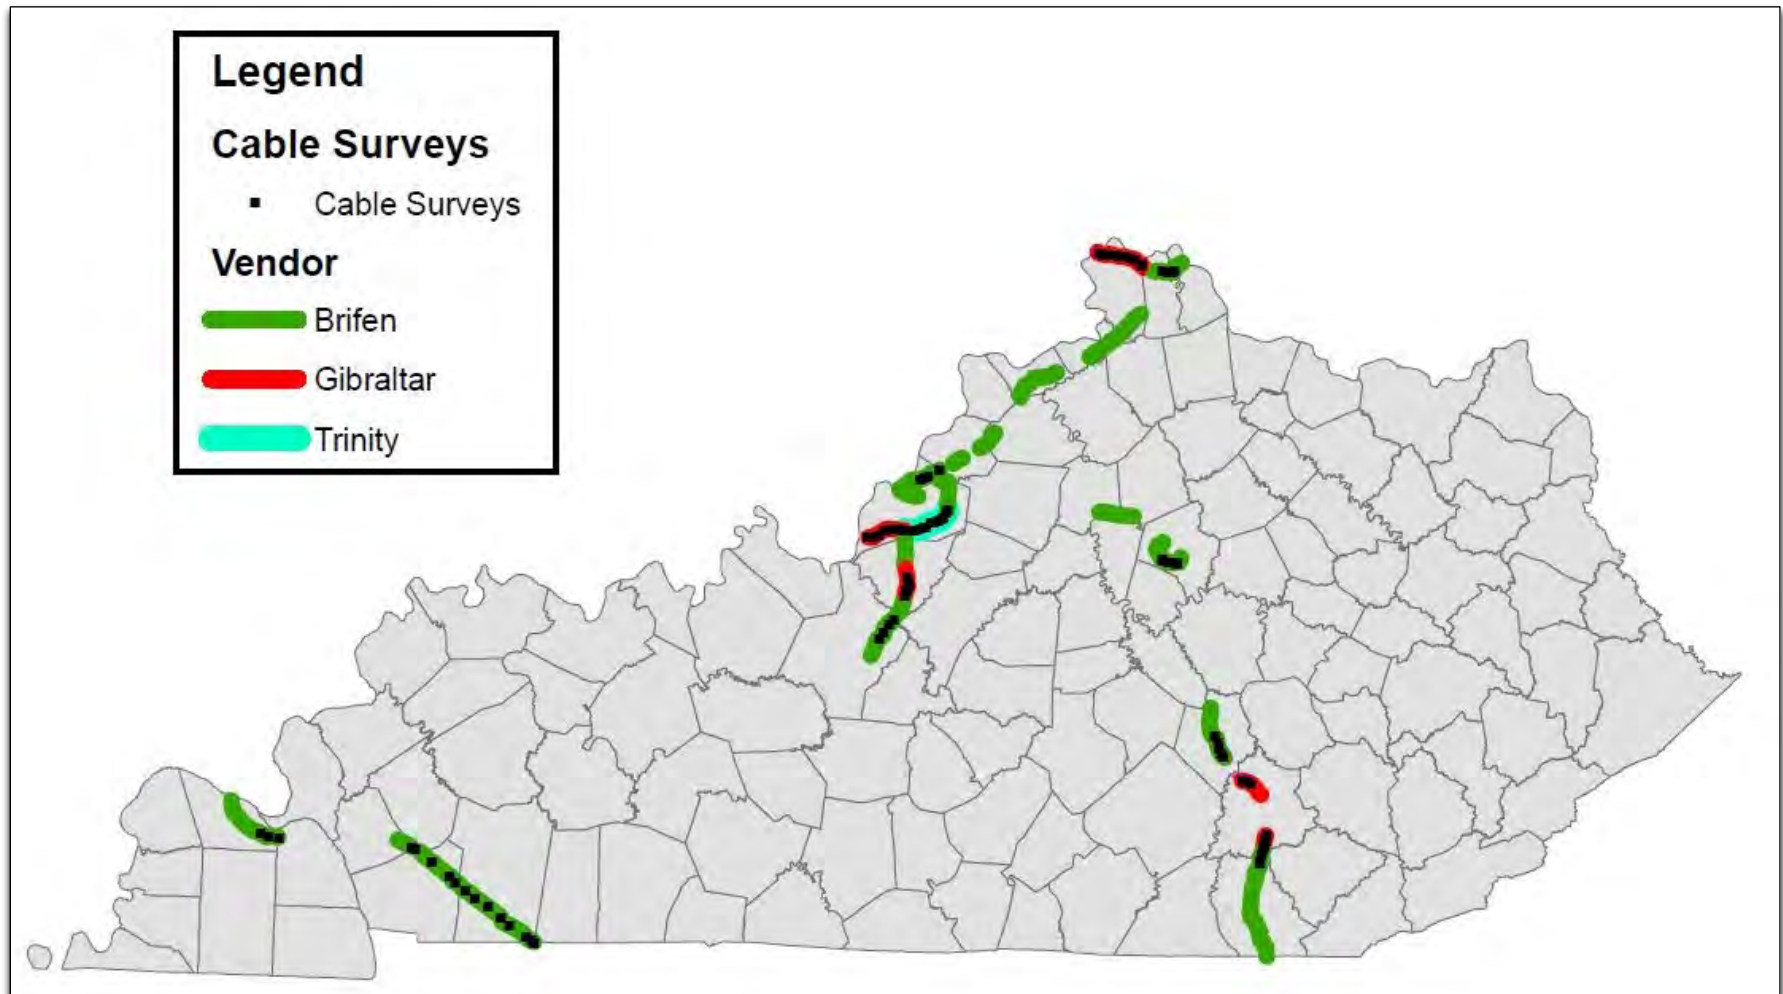 Legend
Cable Surveys
Cable Surveys
Vendor
Brifen
Gibraltar
Trinity